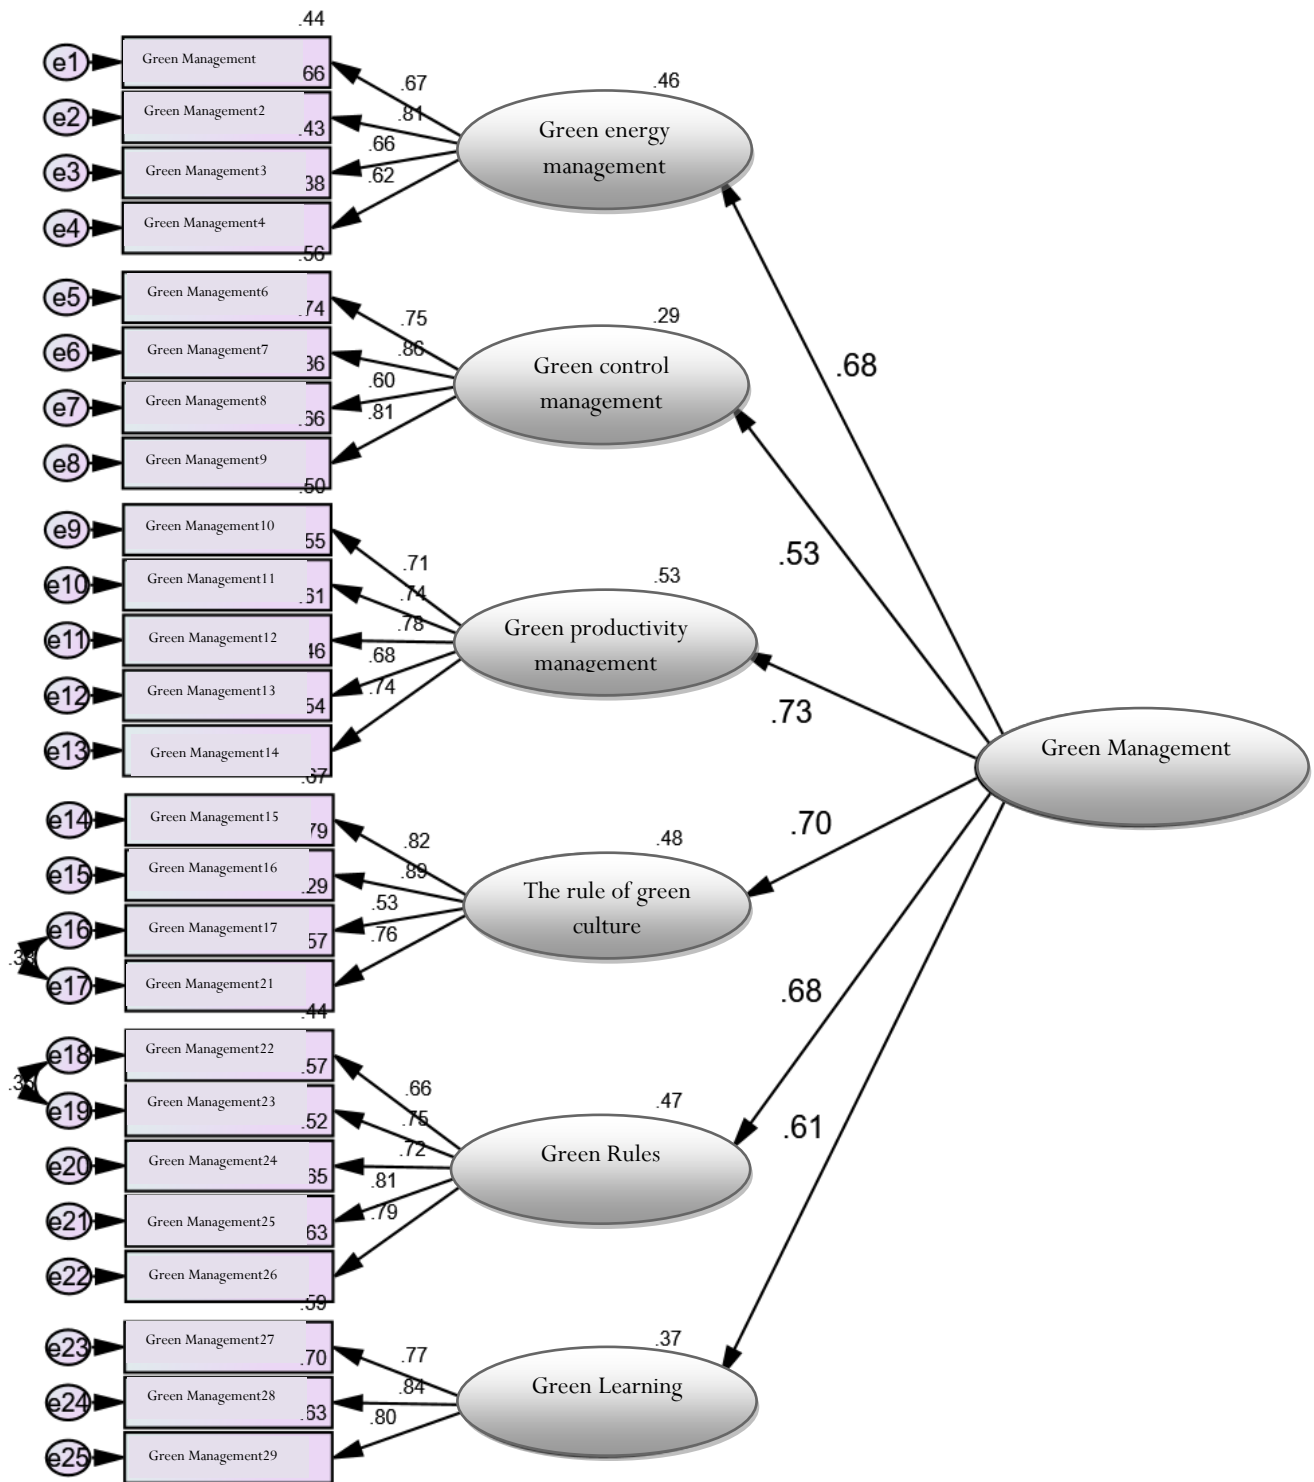 .44
e1
Green Management
.66
.67
e2
Green Management2
.43
.81
e3
Green Management3
.38
.66
e4
Green Management4
.62
.46
Green energy
management
.56
e5
Green Management6
.74
.75
e6
Green Management7
.36
.86
e7
Green Management8
.66
.60
e8
Green Management9
.81
.29
Green control
management
.50
e9
Green Management10
.55
.71
e10
Green Management11
.61
.74
e11
Green Management12
.46
.78
e12
Green Management13
.54
.68
e13
Green Management14
.74
.53
Green productivity
management
.67
e14
Green Management15
.79
.82
e15
Green Management16
.29
.89
e16
Green Management17
.57
.53
e17
Green Management21
.76
.48
The rule of green
culture
.44
e18
Green Management22
.57
.66
e19
Green Management23
.52
.75
e20
Green Management24
.65
.72
e21
Green Management25
.63
.81
e22
Green Management26
.79
.47
Green Rules
.59
e23
Green Management27
.70
.77
e24
Green Management28
.63
.84
e25
Green Management29
.80
.37
Green Learning
.68
.53
.73
.70
.68
.61
Green Management